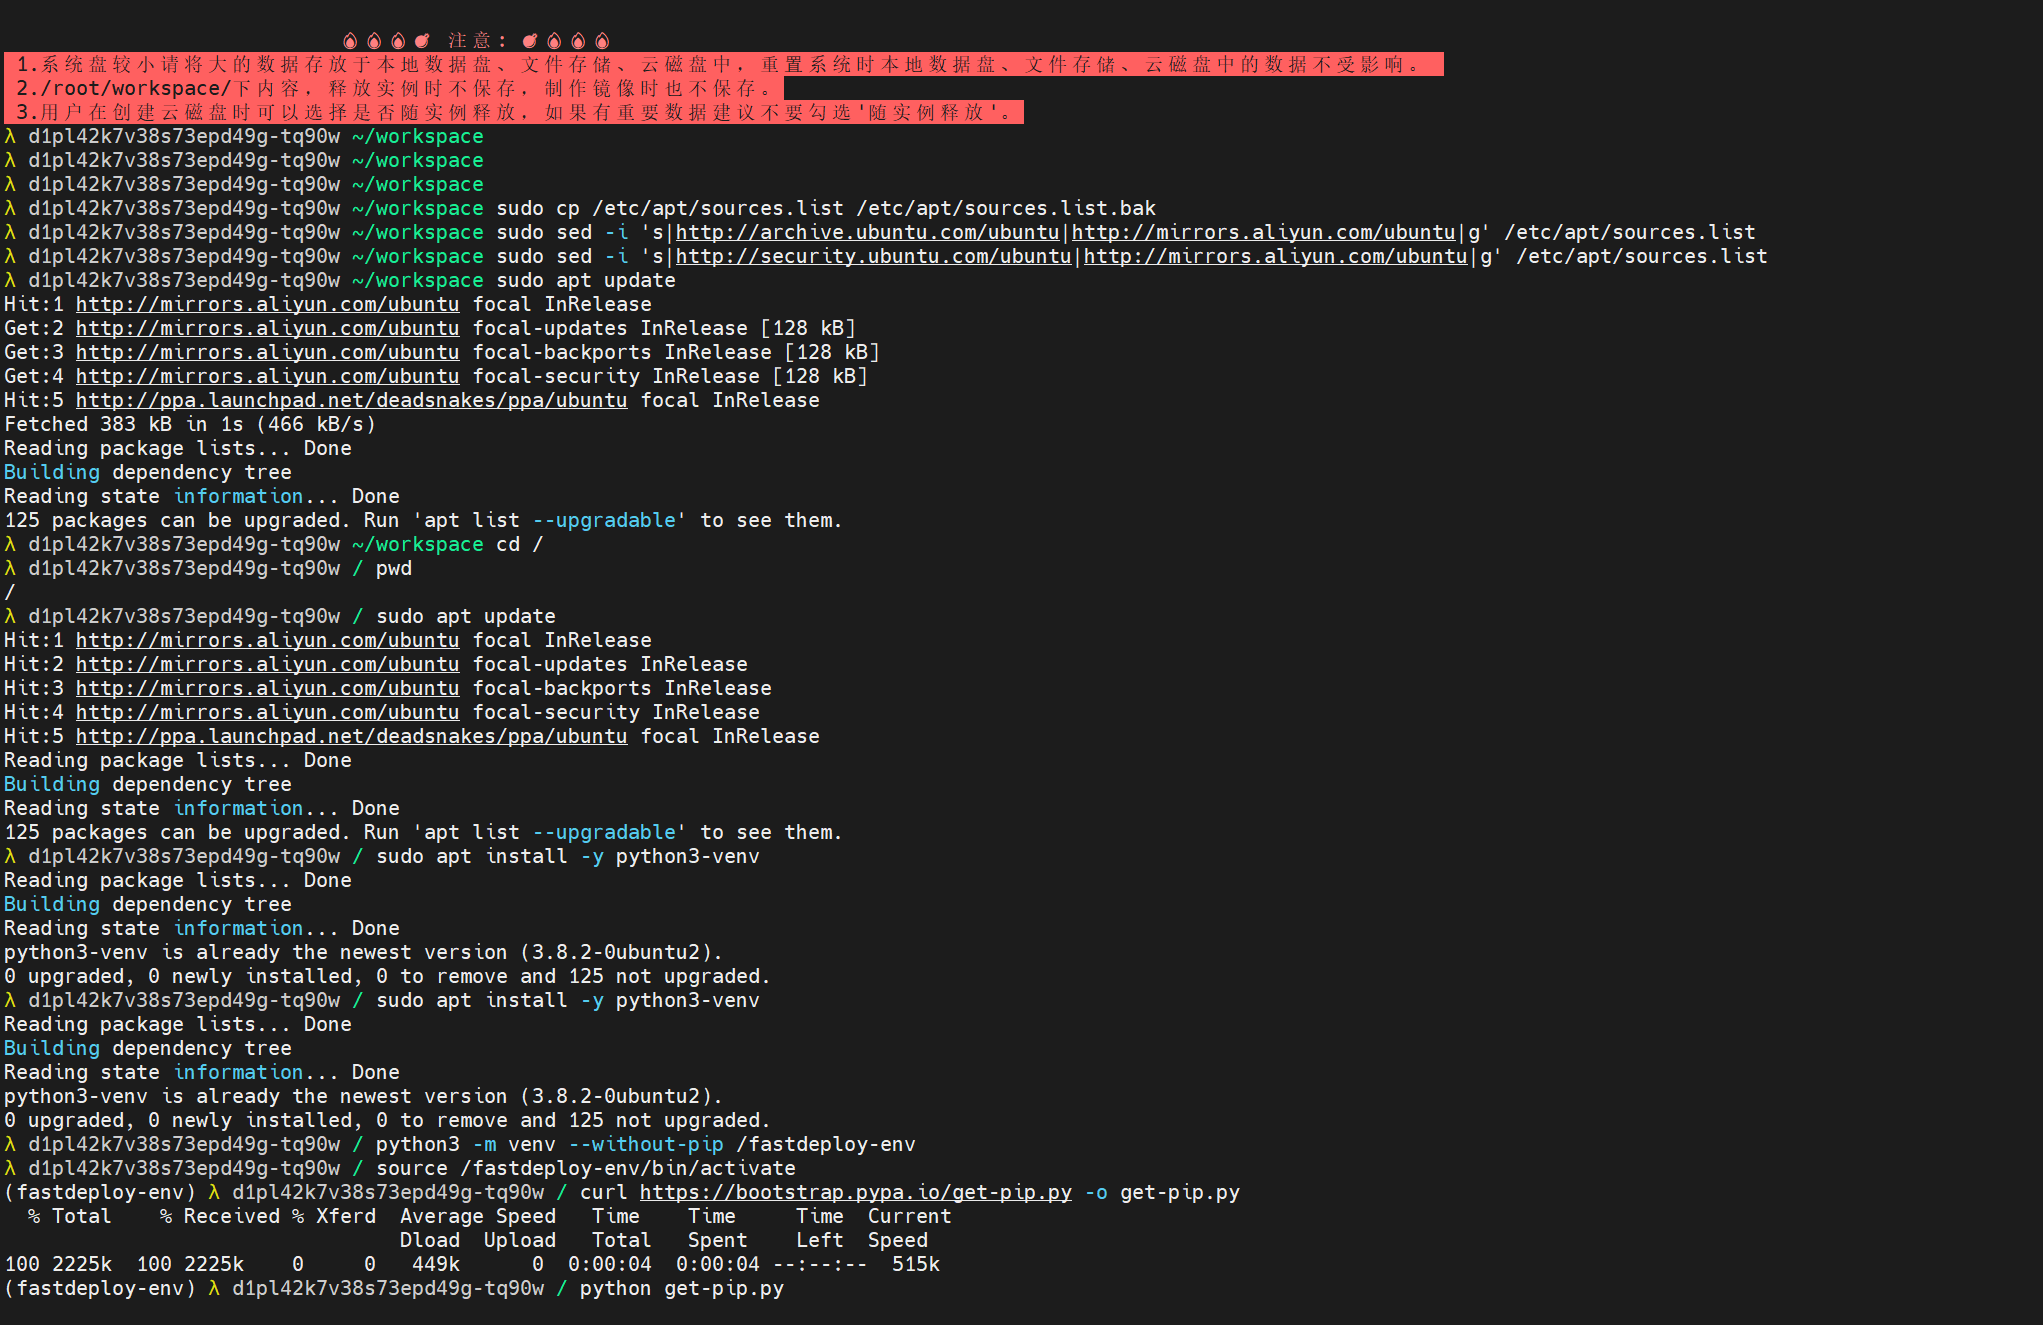 注意:
1.系统盘较小请将大的数据存放于本地数据盘、文件存储、云磁盘中，重置系统时本地数据盘、文件存储、云磁盘中的数据不受影响。
2./root/workspace/下内容，释放实例时不保存，制作镜像时也不保存。
3.用户在创建云磁盘时可以选择是否随实例释放，如果有重要数据建议不要勾选'随实例释放'。
λ d1pl42k7v38s73epd49g-tq90w ~/workspace
λ d1pl42k7v38s73epd49g-tq90w ~/workspace
λ d1pl42k7v38s73epd49g-tq90w ~/workspace
λ d1pl42k7v38s73epd49g-tq90w ~/workspace sudo cp /etc/apt/sources.list /etc/apt/sources.list.bak
λ d1pl42k7v38s73epd49g-tq90w ~/workspace sudo sed -i 's|http://archive.ubuntu.com/ubuntu|http://mirrors.aliyun.com/ubuntu|g' /etc/apt/sources.list
λ d1pl42k7v38s73epd49g-tq90w ~/workspace sudo sed -i 's|http://security.ubuntu.com/ubuntu|http://mirrors.aliyun.com/ubuntu|g' /etc/apt/sources.list
λ d1pl42k7v38s73epd49g-tq90w ~/workspace sudo apt update
Hit:1 http://mirrors.aliyun.com/ubuntu focal InRelease
Get:2 http://mirrors.aliyun.com/ubuntu focal-updates InRelease [128 kB]
Get:3 http://mirrors.aliyun.com/ubuntu focal-backports InRelease [128 kB]
Get:4 http://mirrors.aliyun.com/ubuntu focal-security InRelease [128 kB]
Hit:5 http://ppa.launchpad.net/deadsnakes/ppa/ubuntu focal InRelease
Fetched 383 kB in 1s (466 kB/s)
Reading package lists... Done
Building dependency tree
Reading state information... Done
125 packages can be upgraded. Run 'apt list --upgradable' to see them.
λ d1pl42k7v38s73epd49g-tq90w ~/workspace cd /
λ d1pl42k7v38s73epd49g-tq90w / pwd
/
λ d1pl42k7v38s73epd49g-tq90w / sudo apt update
Hit:1 http://mirrors.aliyun.com/ubuntu focal InRelease
Hit:2 http://mirrors.aliyun.com/ubuntu focal-updates InRelease
Hit:3 http://mirrors.aliyun.com/ubuntu focal-backports InRelease
Hit:4 http://mirrors.aliyun.com/ubuntu focal-security InRelease
Hit:5 http://ppa.launchpad.net/deadsnakes/ppa/ubuntu focal InRelease
Reading package lists... Done
Building dependency tree
Reading state information... Done
125 packages can be upgraded. Run 'apt list --upgradable' to see them.
λ d1pl42k7v38s73epd49g-tq90w / sudo apt install -y python3-venv
Reading package lists... Done
Building dependency tree
Reading state information... Done
python3-venv is already the newest version (3.8.2-0ubuntu2).
0 upgraded, 0 newly installed, 0 to remove and 125 not upgraded.
λ d1pl42k7v38s73epd49g-tq90w / sudo apt install -y python3-venv
Reading package lists... Done
Building dependency tree
Reading state information... Done
python3-venv is already the newest version (3.8.2-0ubuntu2).
0 upgraded, 0 newly installed, 0 to remove and 125 not upgraded.
λ d1pl42k7v38s73epd49g-tq90w / python3 -m venv --without-pip /fastdeploy-env
λ d1pl42k7v38s73epd49g-tq90w / source /fastdeploy-env/bin/activate
(fastdeploy-env) λ d1pl42k7v38s73epd49g-tq90w / curl https://bootstrap.pypa.io/get-pip.py -o get-pip.py
% Total % Received % Xferd Average Speed Time Time Time Current
Dload Upload Total Spent Left Speed
100 2225k 100 2225k 0 0 449k 0 0:00:04 0:00:04 --:--:-- 515k
(fastdeploy-env) λ d1pl42k7v38s73epd49g-tq90w / python get-pip.py